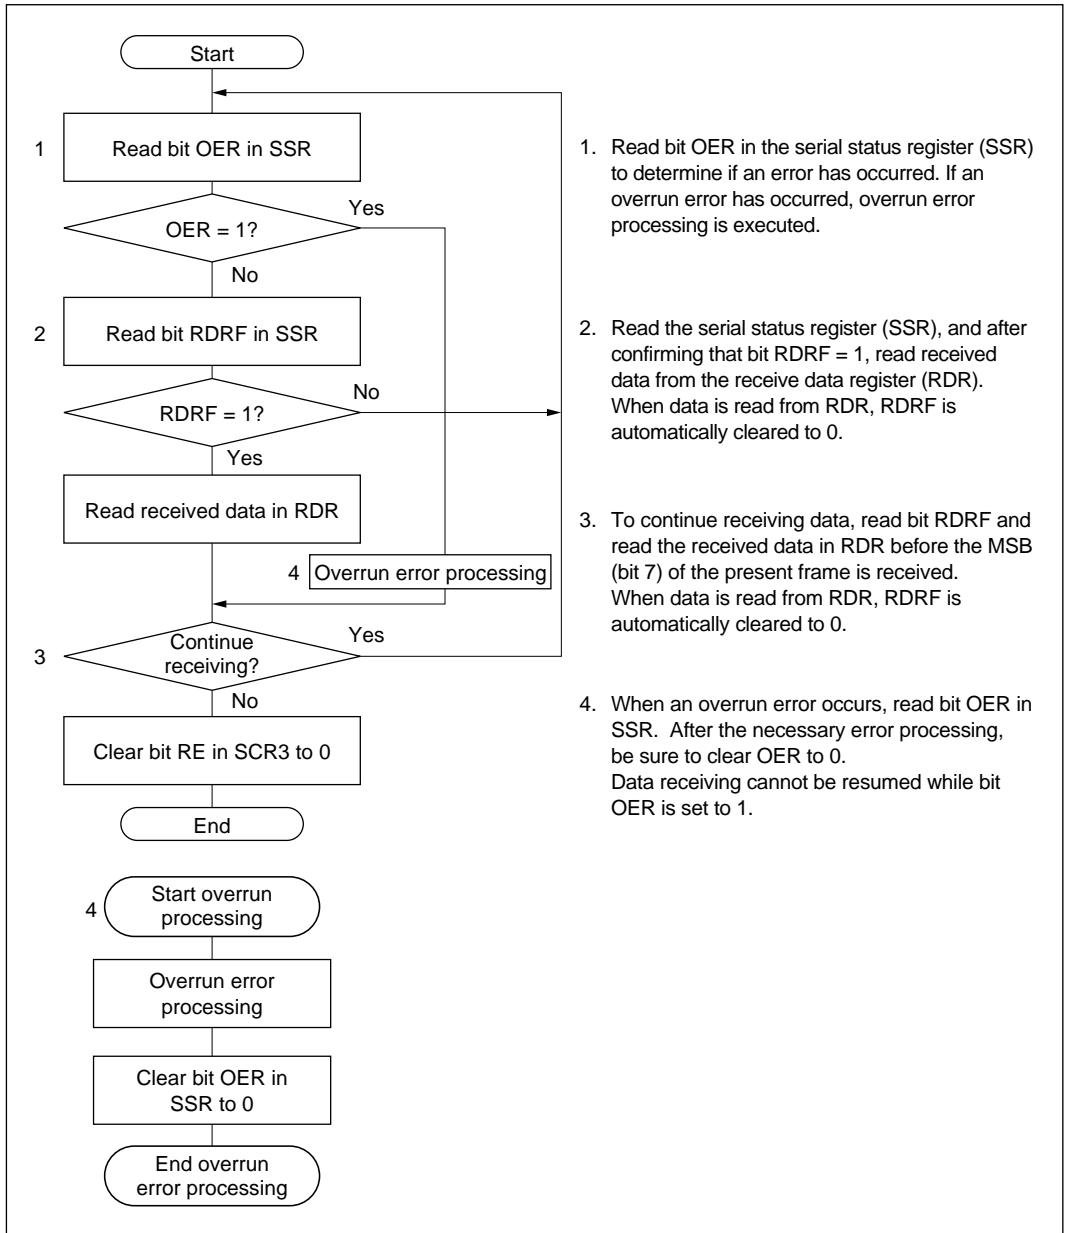 Start
1
Read bit OER in SSR
OER = 1?
Yes
No
2
Read bit RDRF in SSR
RDRF = 1?
No
Yes
Read received data in RDR
4
Overrun error processing
3
Continue
receiving?
Yes
No
Clear bit RE in SCR3 to 0
End
4
Start overrun
processing
Overrun error
processing
Clear bit OER in
SSR to 0
End overrun
error processing
1. Read bit OER in the serial status register (SSR)
to determine if an error has occurred. If an
overrun error has occurred, overrun error
processing is executed.
2. Read the serial status register (SSR), and after
confirming that bit RDRF = 1, read received
data from the receive data register (RDR).
When data is read from RDR, RDRF is
automatically cleared to 0.
3. To continue receiving data, read bit RDRF and
read the received data in RDR before the MSB
(bit 7) of the present frame is received.
When data is read from RDR, RDRF is
automatically cleared to 0.
4. When an overrun error occurs, read bit OER in
SSR. After the necessary error processing,
be sure to clear OER to 0.
Data receiving cannot be resumed while bit
OER is set to 1.